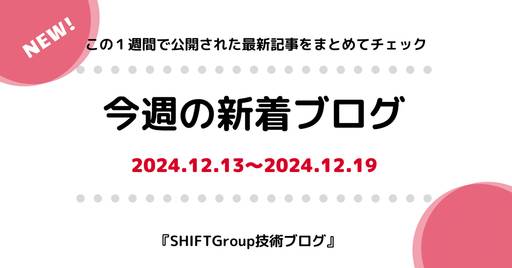 NEW!
この１週間で公開された最新記事をまとめてチェック
今週の新着ブログ
2024.12.13〜2024.12.19
『SHIFTGroup技術ブログ』